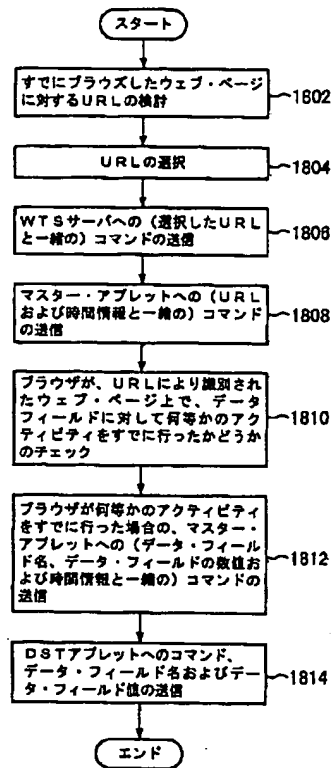 スタート
すでにブラウズしたウェブ・ページ
に対するURLの検討
1802
URLの選択
1804
WTSサーバへの(選択したURL
と一緒の)コマンドの送信
1806
マスター・アプレットへの(URL
および時間情報と一緒の)コマンド
の送信
1808
ブラウザが、URLにより識別され
たウェブ・ページ上で、データ
フィールドに対して何等かのアク
ティビティをすでに行ったかどうか
のチェック
1810
ブラウザが何等かのアクティビティ
をすでに行った場合の、マスター・
アプレットへの(データ・フィール
ド名、データ・フィールドの数値お
よび時間情報と一緒の)コマンドの
送信
1812
DSTアプレットへのコマンド、
データ・フィールド名およびデー
タ・フィールド値の送信
1814
エンド